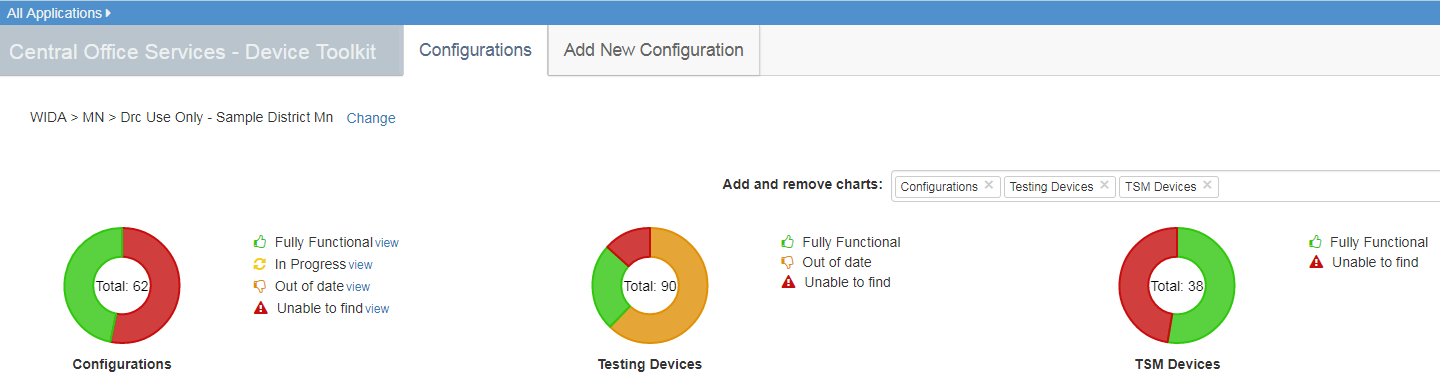 All Applications
Central Office Services - Device Toolkit
Configurations
Add New Configuration
WIDA > MN > Drc Use Only - Sample District Mn Change
Add and remove charts: Configurations × Testing Devices × TSM Devices ×
Total: 62
Fully Functional view
In Progress view
Out of date view
Unable to find view
Configurations
Total: 90
Fully Functional
Out of date
Unable to find
Testing Devices
Total: 38
Fully Functional
Unable to find
TSM Devices